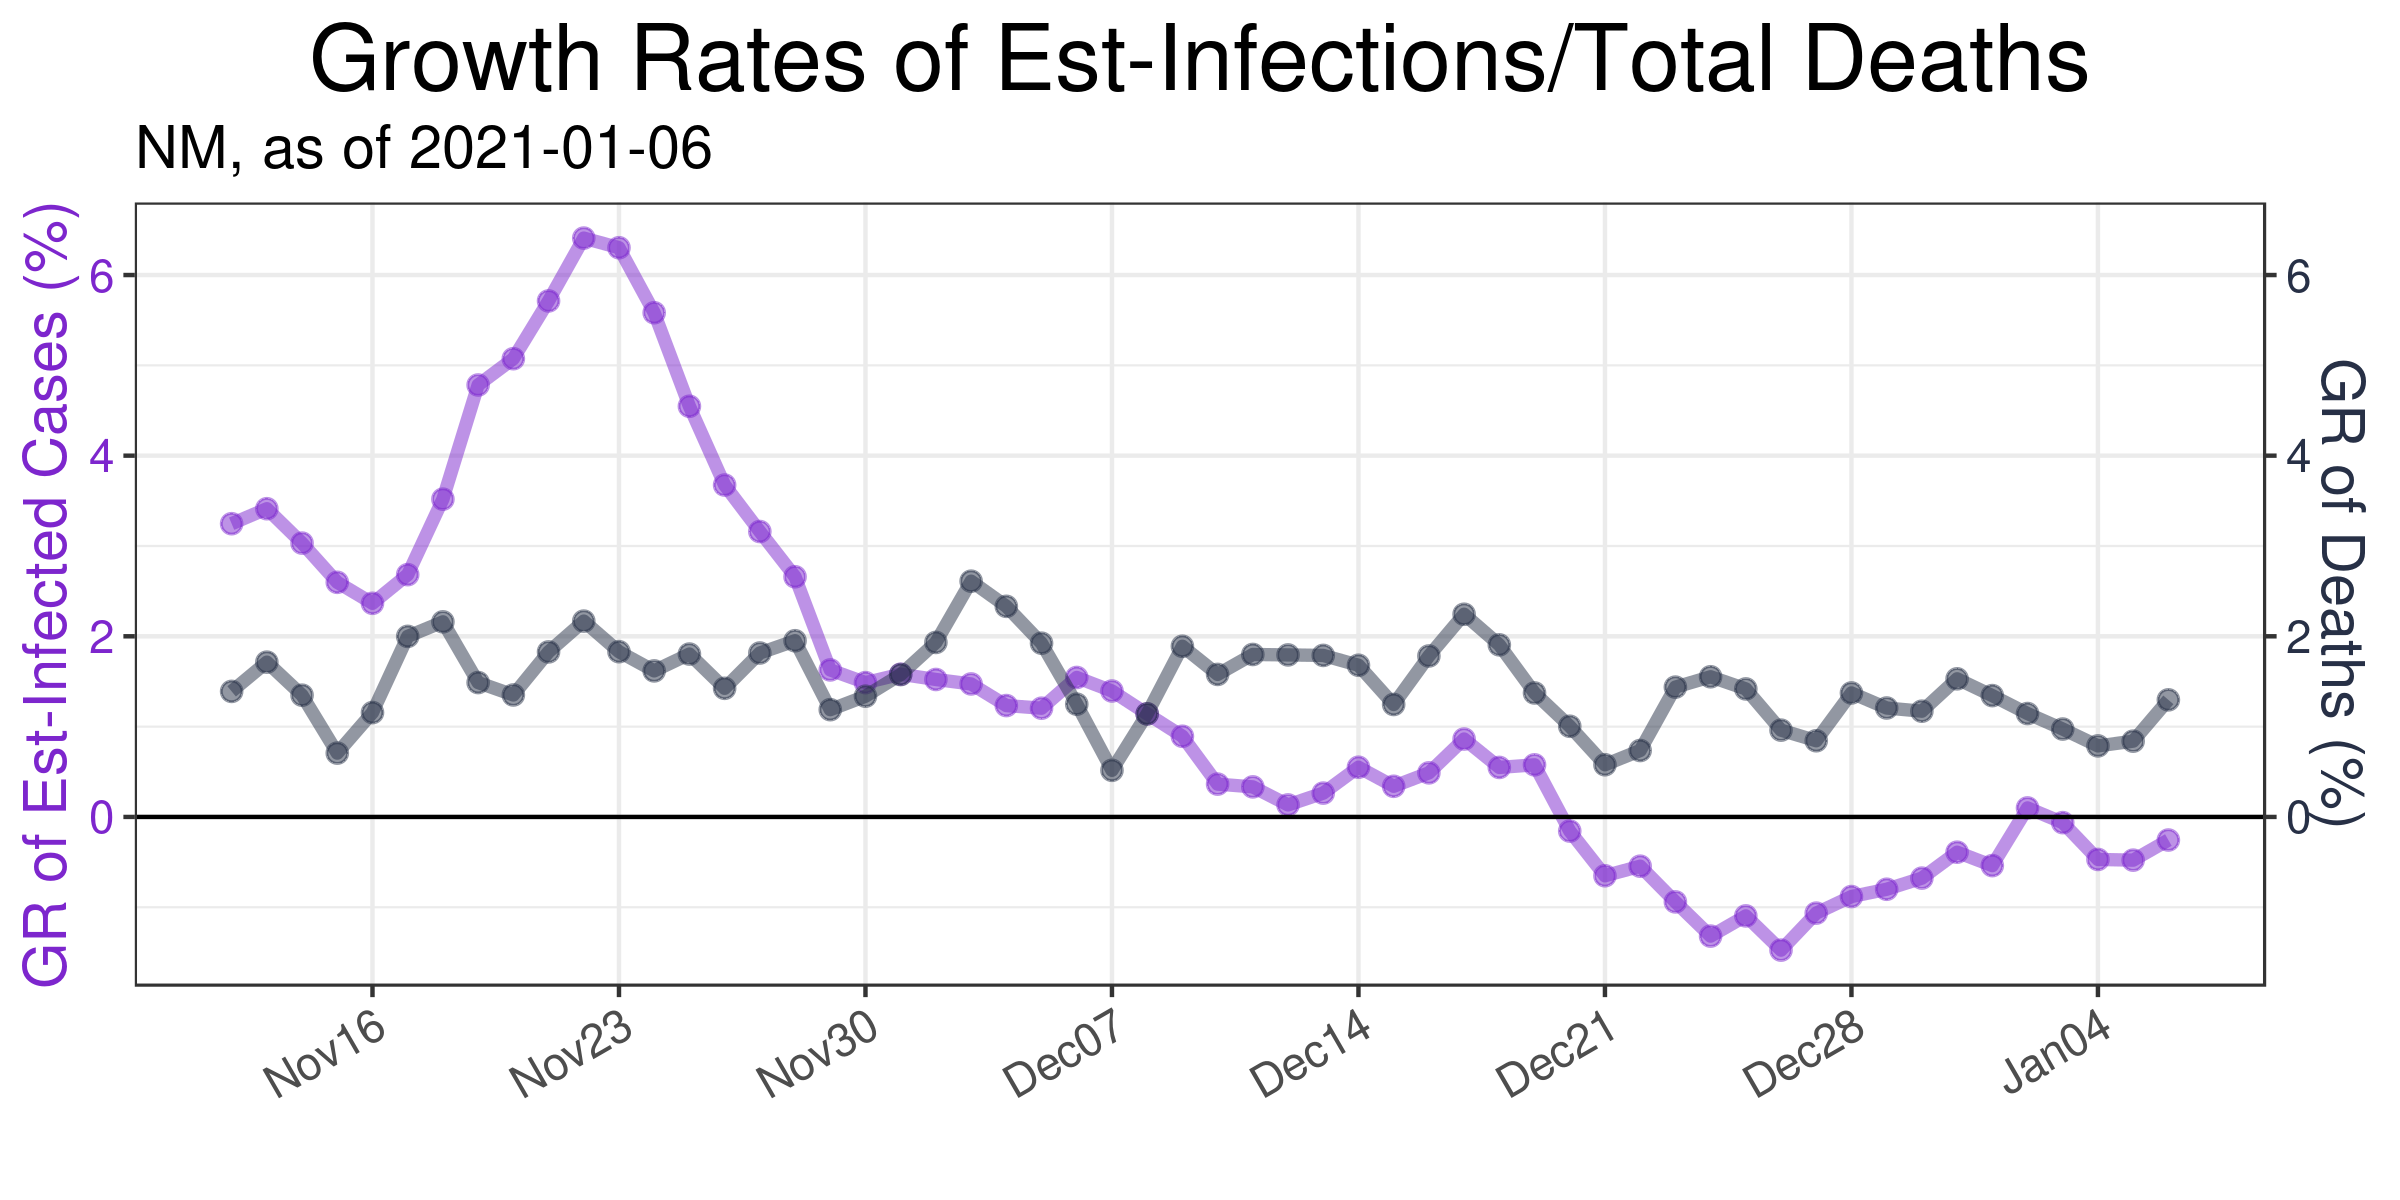 Growth Rates of Est-Infections/Total Deaths
NM, as of 2021-01-06
GR of Est-Infected Cases (%)
6
4
2
0
6
4
2
0
GR of Deaths (%)
Nov16
Nov23
Nov30
Dec07
Dec14
Dec21
Dec28
Jan04